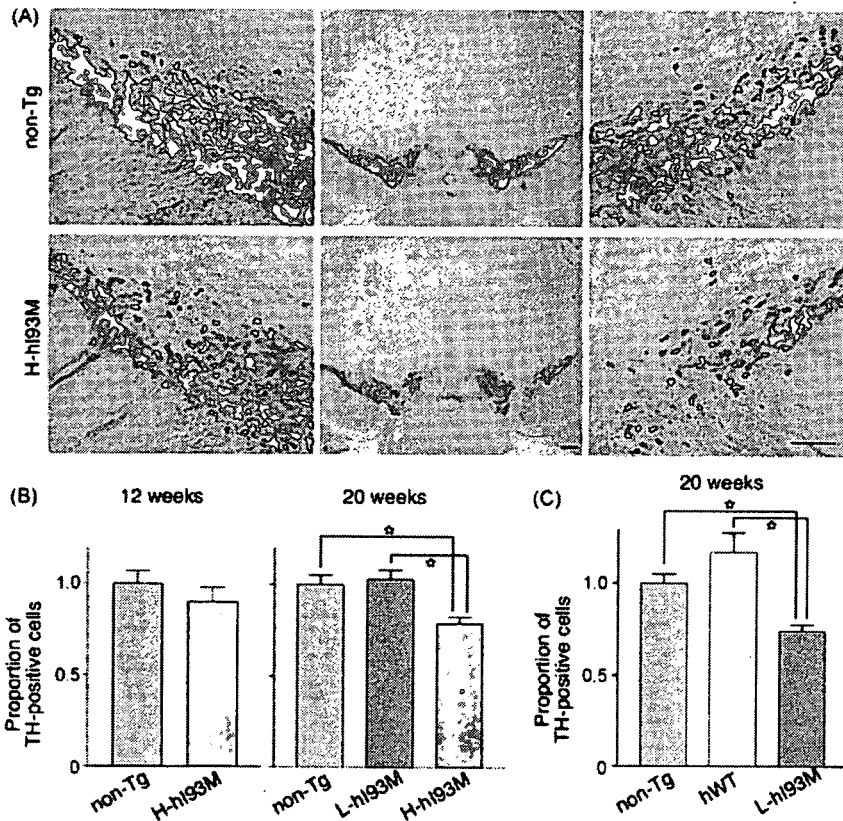 (A)
non-Tg
H-hI93M
(B)
12 weeks
20 weeks
Proportion of
TH-positive cells
1.0
0.5
0
non-Tg
H-hI93M
non-Tg
L-hI93M
H-hI93M
(C)
20 weeks
Proportion of
TH-positive cells
1.0
0.5
0
non-Tg
hWT
L-hI93M